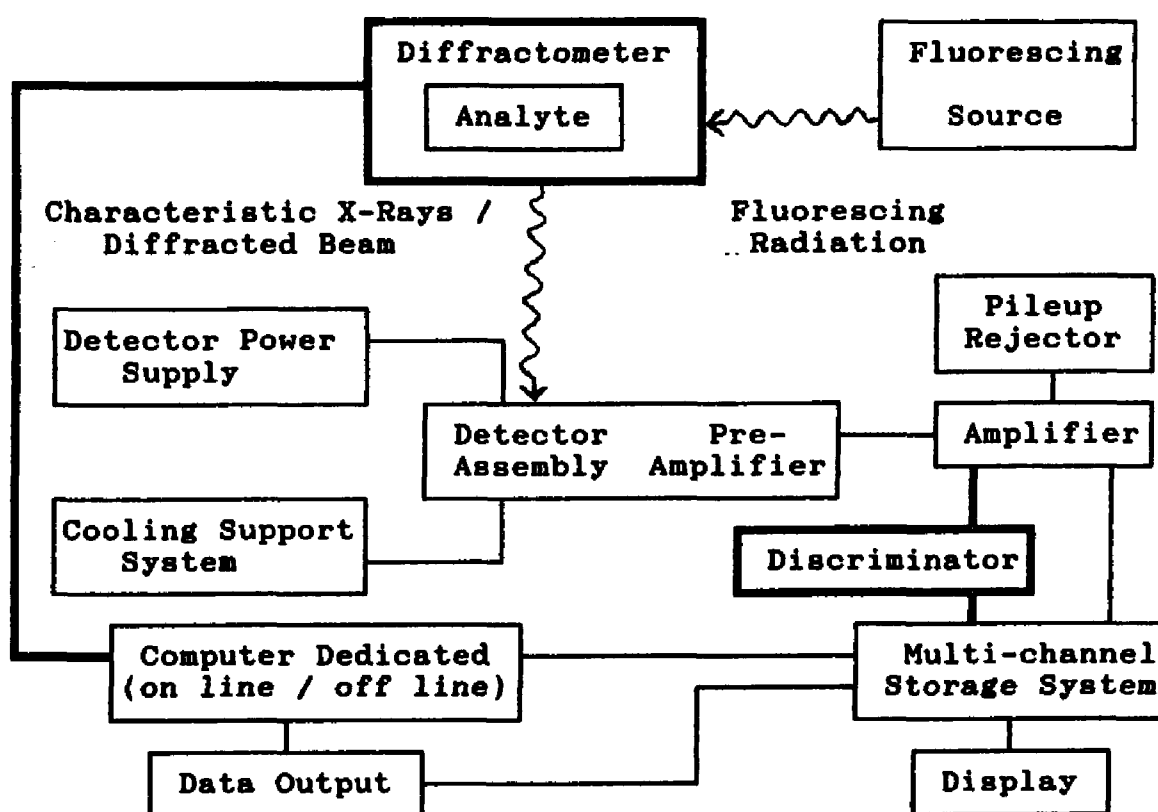 Diffractometer
Analyte
Fluorescing
Source
Characteristic X-Rays /
Diffracted Beam
Fluorescing
Radiation
Pileup
Rejector
Detector Power
Supply
Detector Pre-
Assembly Amplifier
Amplifier
Cooling Support
System
Discriminator
Computer Dedicated
(on line / off line)
Multi-channel
Storage System
Data Output
Display